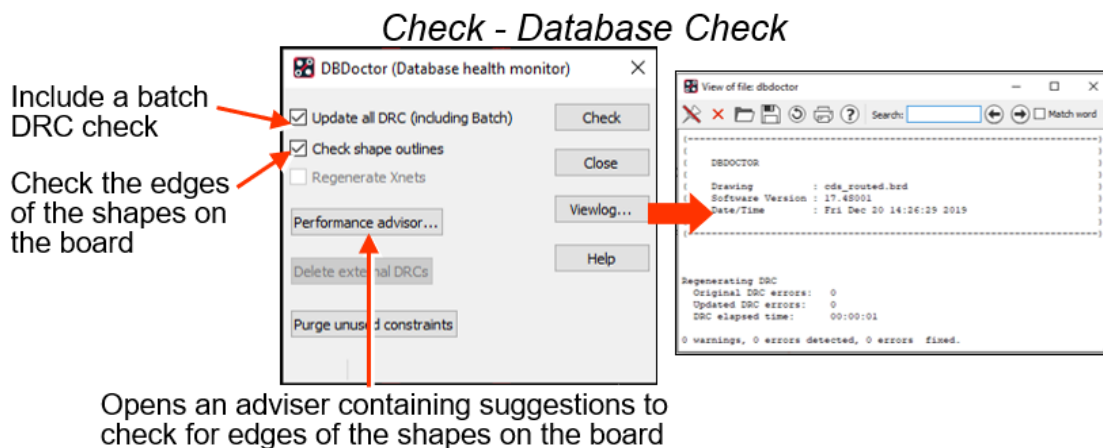 Check - Database Check
Include a batch
DRC check
Check the edges
of the shapes on
the board
DBDoctor (Database health monitor)
Update all DRC (including Batch)
Check shape outlines
Regenerate Xnets
Performance advisor...
Delete external DRCs
Purge unused constraints
Check
Close
Viewlog...
Help
View of file: dbdoctor
Search:
Match word
(---------------------------------------------------------------------)
( )
( DBDOCTOR )
( )
( Drawing : cds_routed.brd )
( Software Version : 17.4S001 )
( Date/Time : Fri Dec 20 14:26:29 2019 )
( )
(---------------------------------------------------------------------)
Regenerating DRC
Original DRC errors: 0
Updated DRC errors: 0
DRC elapsed time: 00:00:01
0 warnings, 0 errors detected, 0 errors fixed.
Opens an adviser containing suggestions to
check for edges of the shapes on the board